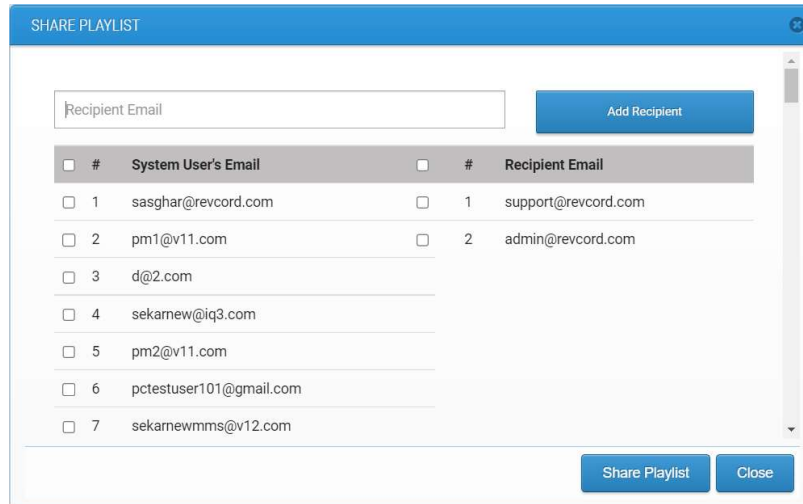 SHARE PLAYLIST
Recipient Email
Add Recipient
# System User's Email # Recipient Email
1 sasghar@revcord.com 1 support@revcord.com
2 pm1@v11.com 2 admin@revcord.com
3 d@2.com
4 sekarnew@iq3.com
5 pm2@v11.com
6 pctestuser101@gmail.com
7 sekarnewmms@v12.com
Share Playlist Close